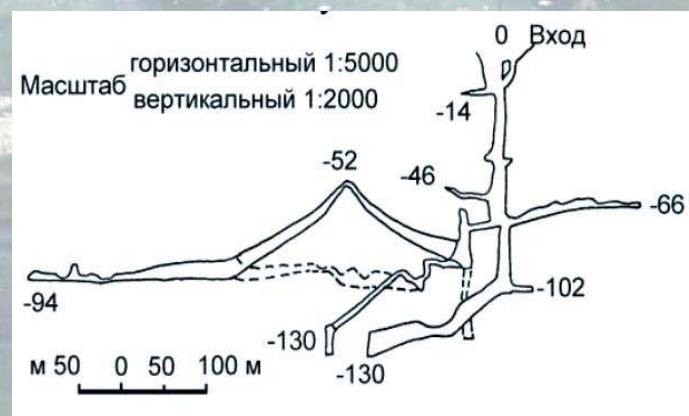 0 Вход
Масштаб горизонтальный 1:5000
вертикальный 1:2000
-14
-52
-46
-66
-94
-102
-130
-130
м 50 0 50 100 м